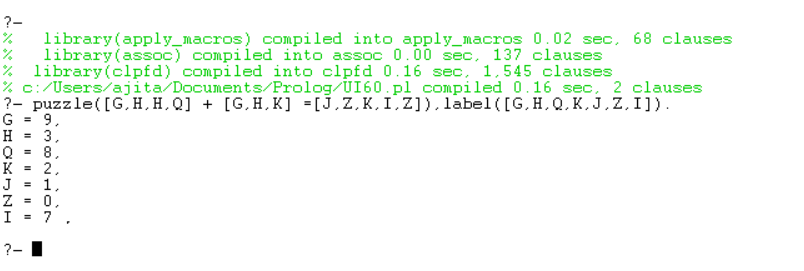 ?-
%   library(apply_macros) compiled into apply_macros 0.02 sec, 68 clauses
%   library(assoc) compiled into assoc 0.00 sec, 137 clauses
%  library(clpfd) compiled into clpfd 0.16 sec, 1,545 clauses
% c:/Users/ajita/Documents/Prolog/UI60.pl compiled 0.16 sec, 2 clauses
?- puzzle([G,H,H,Q] + [G,H,K] =[J,Z,K,I,Z]),label([G,H,Q,K,J,Z,I]).
G = 9,
H = 3,
Q = 8,
K = 2,
J = 1,
Z = 0,
I = 7 .
?-